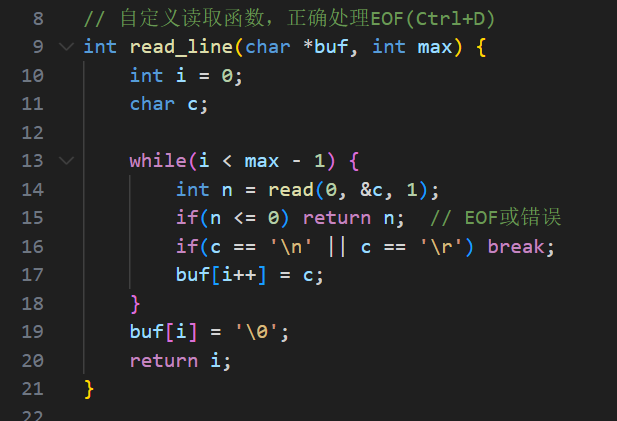 8 // 自定义读取函数，正确处理EOF(Ctrl+D)
9 int read_line(char *buf, int max) {
10 int i = 0;
11 char c;
12
13 while(i < max - 1) {
14 int n = read(0, &c, 1);
15 if(n <= 0) return n; // EOF或错误
16 if(c == '\n' || c == '\r') break;
17 buf[i++] = c;
18 }
19 buf[i] = '\0';
20 return i;
21 }
22